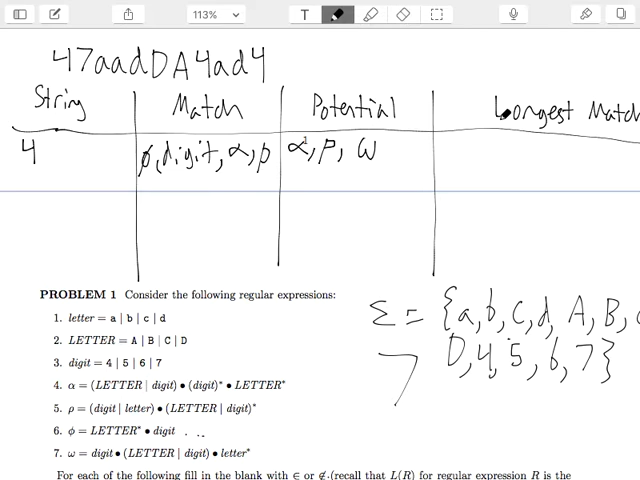 113%
T
47aadDA4ad4
String Match Potential Longest Match
4 ϕ, digit, α, ρ α, ρ, ω
PROBLEM 1 Consider the following regular expressions:
1. letter = a | b | c | d
2. LETTER = A | B | C | D
3. digit = 4 | 5 | 6 | 7
4. α = (LETTER | digit) • (digit)* • LETTER*
5. ρ = (digit | letter) • (LETTER | digit)*
6. ϕ = LETTER* • digit
7. ω = digit • (LETTER | digit) • letter*
Σ = {a, b, C, d, A, B, C
D, 4, 5, 6, 7}
For each of the following fill in the blank with ∈ or ∉.(recall that L(R) for regular expression R is the